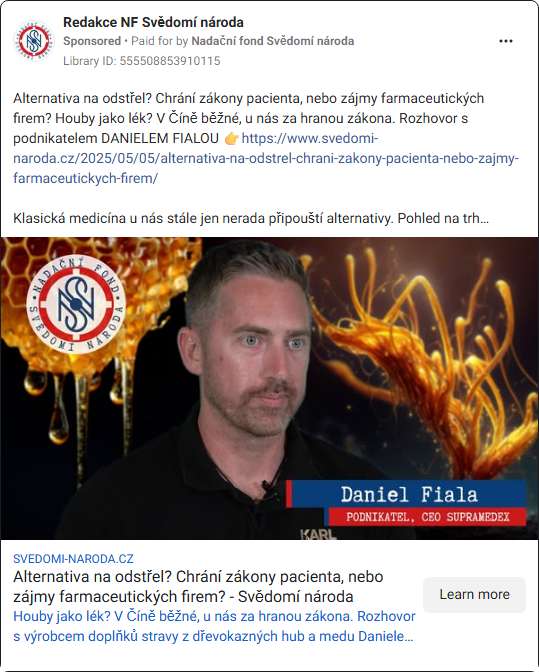 Redakce NF Svědomí národa
Sponsored • Paid for by Nadační fond Svědomí národa
Library ID: 555508853910115
Alternativa na odstřel? Chrání zákony pacienta, nebo zájmy farmaceutických
firem? Houby jako lék? V Číně běžné, u nás za hranou zákona. Rozhovor s
podnikatelem DANIELEM FIALOU 👉 https://www.svedomi-
naroda.cz/2025/05/05/alternativa-na-odstrel-chrani-zakony-pacienta-nebo-zajmy-
farmaceutickych-firem/
Klasická medicína u nás stále jen nerada připouští alternativy. Pohled na trh...
NADAČNÍ FOND
NSN
SVĚDOMÍ NÁRODA
Daniel Fiala
PODNIKATEL, CEO SUPRAMEDEX
KARL
SVEDOMI-NARODA.CZ
Alternativa na odstřel? Chrání zákony pacienta, nebo
zájmy farmaceutických firem? - Svědomí národa
Learn more
Houby jako lék? V Číně běžné, u nás za hranou zákona. Rozhovor
s výrobcem doplňků stravy z dřevokazných hub a medu Daniele...